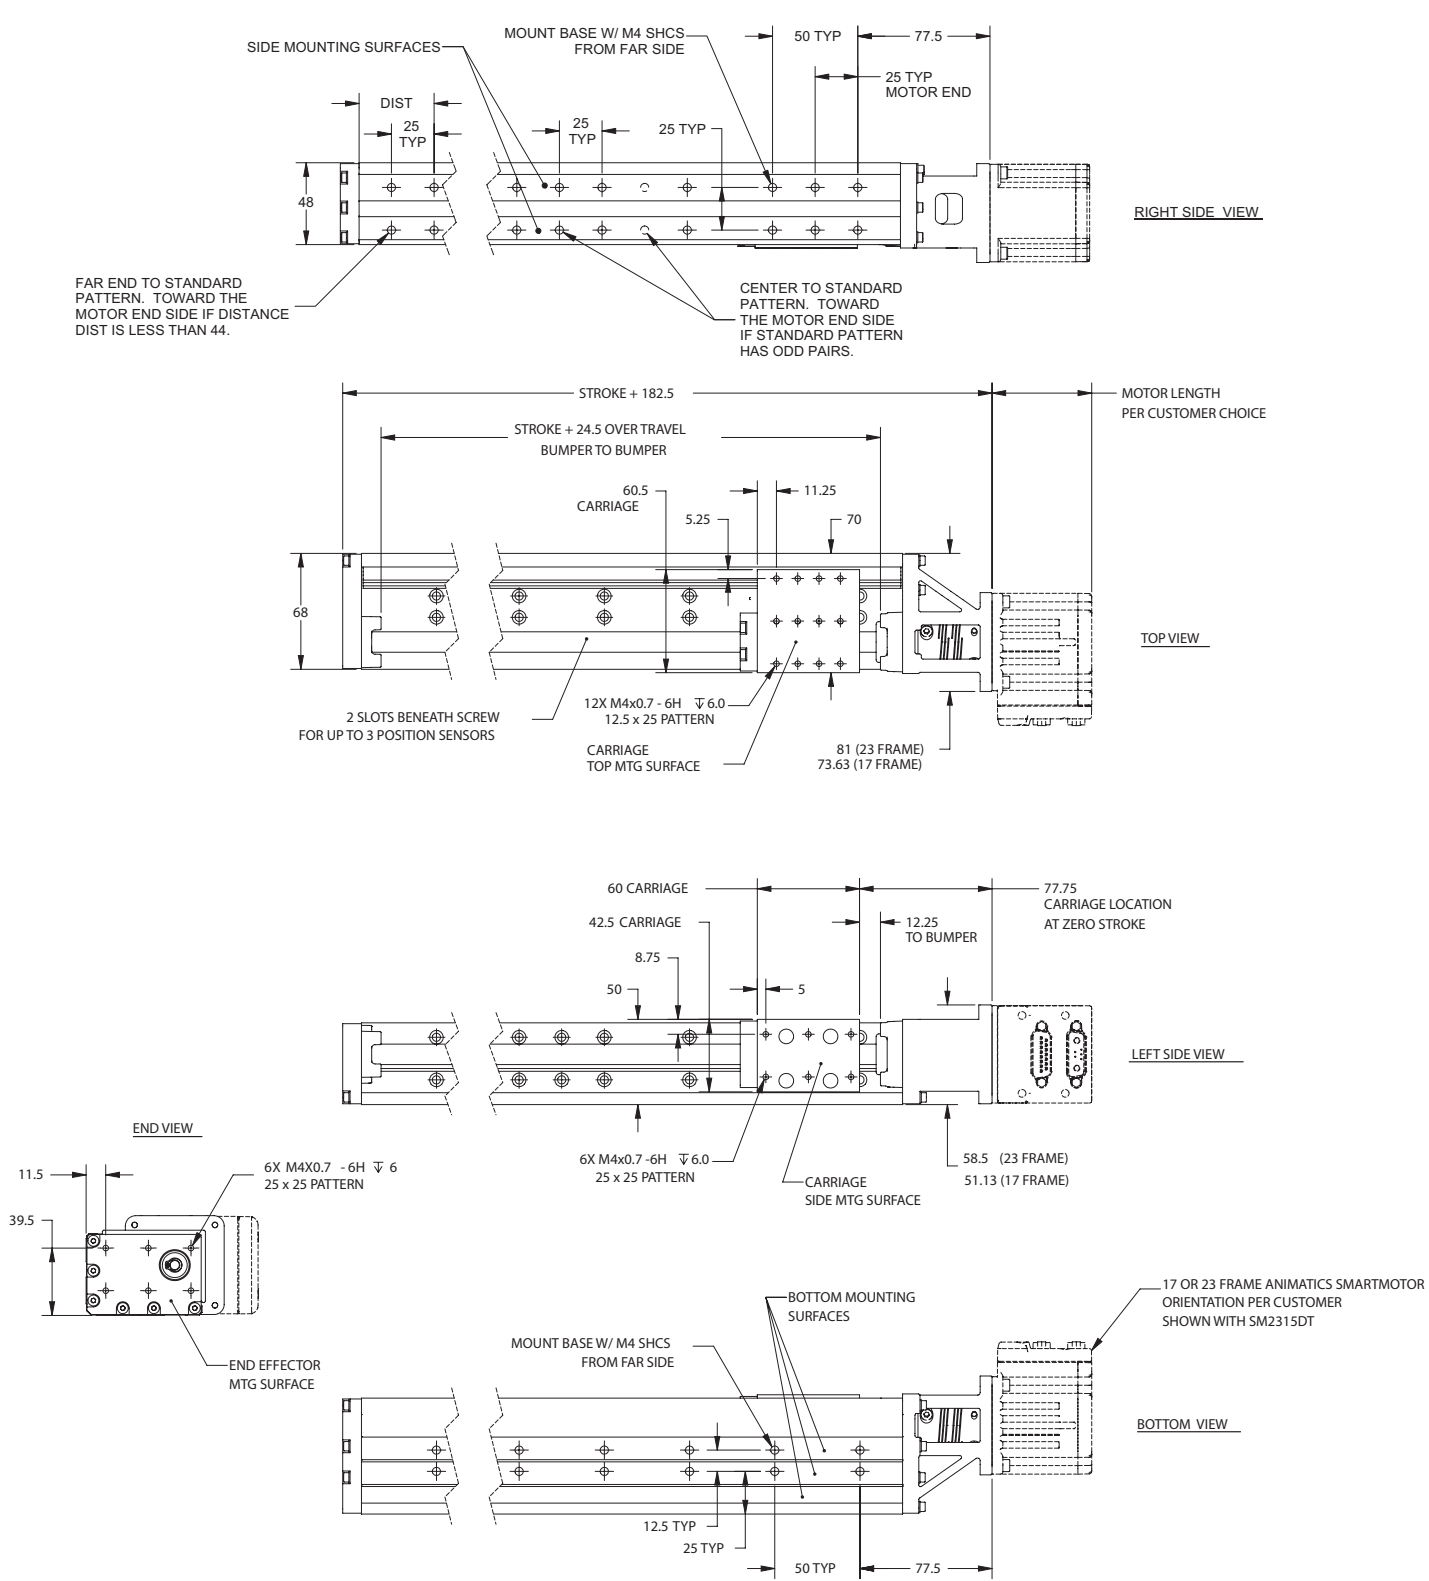 MOUNT BASE W/ M4 SHCS
FROM FAR SIDE
50 TYP
77.5
SIDE MOUNTING SURFACES
25 TYP
MOTOR END
DIST
25
TYP
25
TYP
25 TYP
48
RIGHT SIDE VIEW
FAR END TO STANDARD
PATTERN. TOWARD THE
MOTOR END SIDE IF DISTANCE
DIST IS LESS THAN 44.
CENTER TO STANDARD
PATTERN. TOWARD
THE MOTOR END SIDE
IF STANDARD PATTERN
HAS ODD PAIRS.
STROKE + 182.5
MOTOR LENGTH
PER CUSTOMER CHOICE
STROKE + 24.5 OVER TRAVEL
BUMPER TO BUMPER
60.5
CARRIAGE
11.25
5.25
70
68
TOP VIEW
12X M4x0.7 - 6H ↧ 6.0
12.5 x 25 PATTERN
2 SLOTS BENEATH SCREW
FOR UP TO 3 POSITION SENSORS
CARRIAGE
TOP MTG SURFACE
81 (23 FRAME)
73.63 (17 FRAME)
60 CARRIAGE
77.75
CARRIAGE LOCATION
AT ZERO STROKE
42.5 CARRIAGE
12.25
TO BUMPER
8.75
50
5
LEFT SIDE VIEW
END VIEW
11.5
6X M4X0.7 - 6H ↧ 6
25 x 25 PATTERN
6X M4x0.7 -6H ↧ 6.0
25 x 25 PATTERN
CARRIAGE
SIDE MTG SURFACE
58.5 (23 FRAME)
51.13 (17 FRAME)
39.5
END EFFECTOR
MTG SURFACE
BOTTOM MOUNTING
SURFACES
17 OR 23 FRAME ANIMATICS SMARTMOTOR
ORIENTATION PER CUSTOMER
SHOWN WITH SM2315DT
MOUNT BASE W/ M4 SHCS
FROM FAR SIDE
BOTTOM VIEW
12.5 TYP
25 TYP
50 TYP
77.5